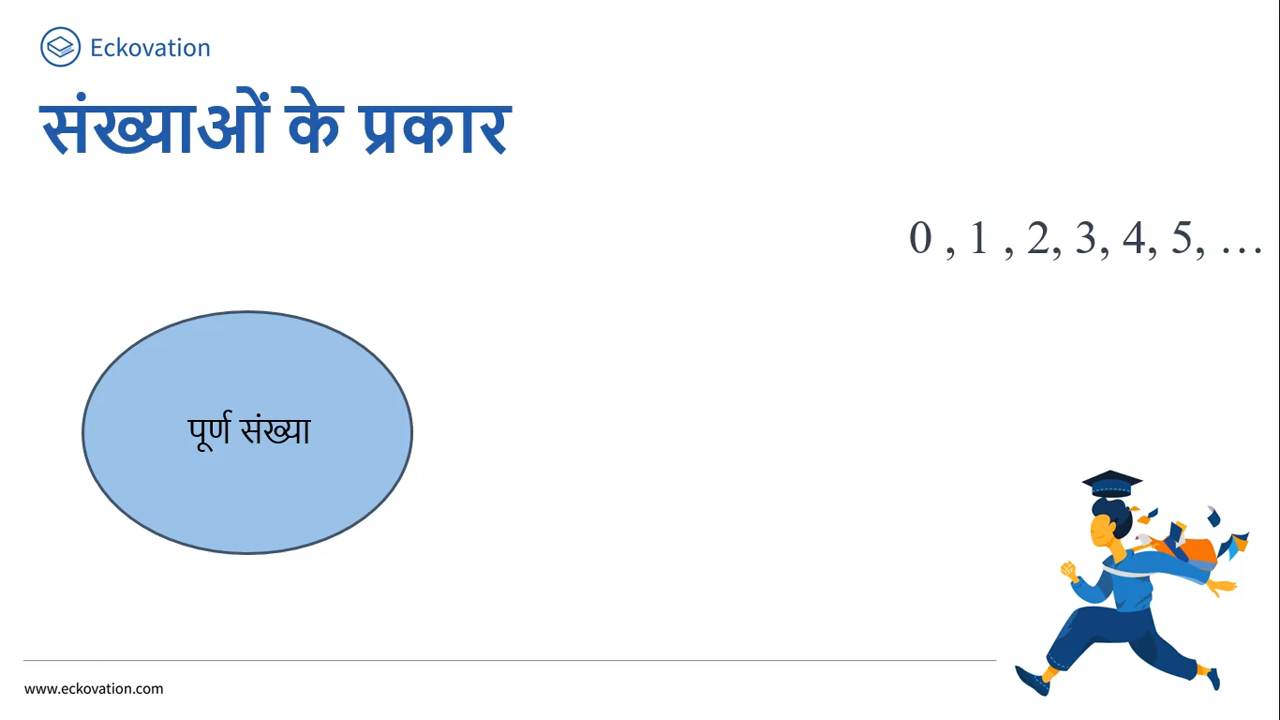 Eckovation
संख्याओं के प्रकार
0 , 1 , 2, 3, 4, 5, …
पूर्ण संख्या
www.eckovation.com